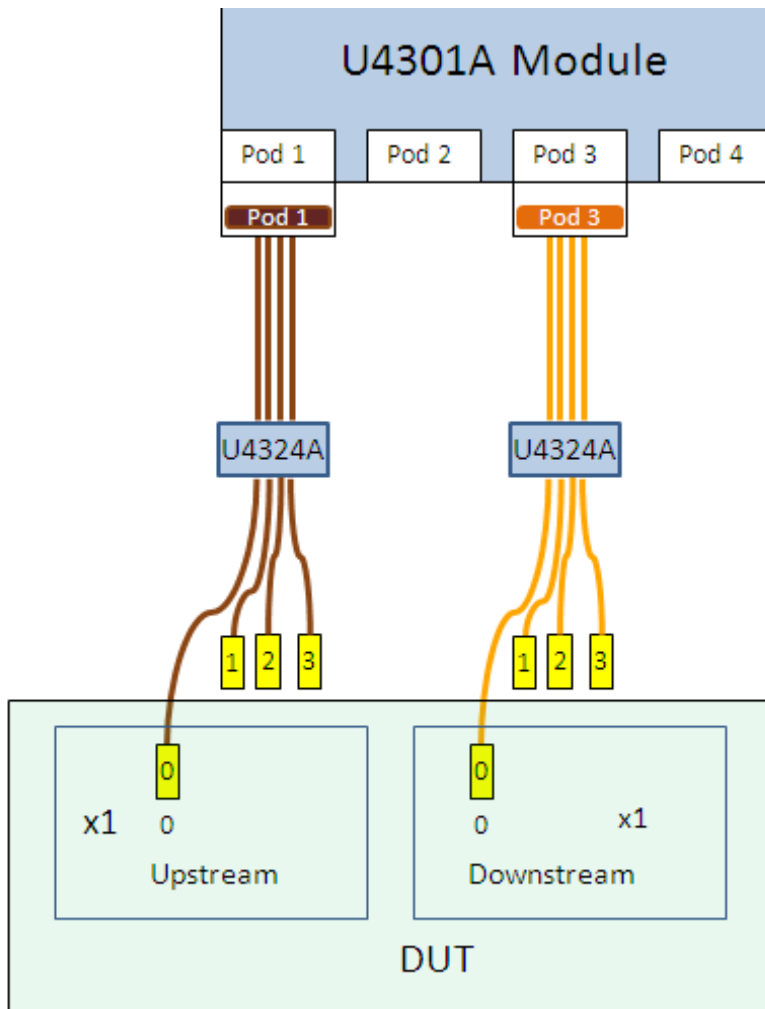 U4301A Module
Pod 1 Pod 2 Pod 3 Pod 4
Pod 1 Pod 3
U4324A U4324A
1 2 3 1 2 3
0 0
x1 0 0 x1
Upstream Downstream
DUT